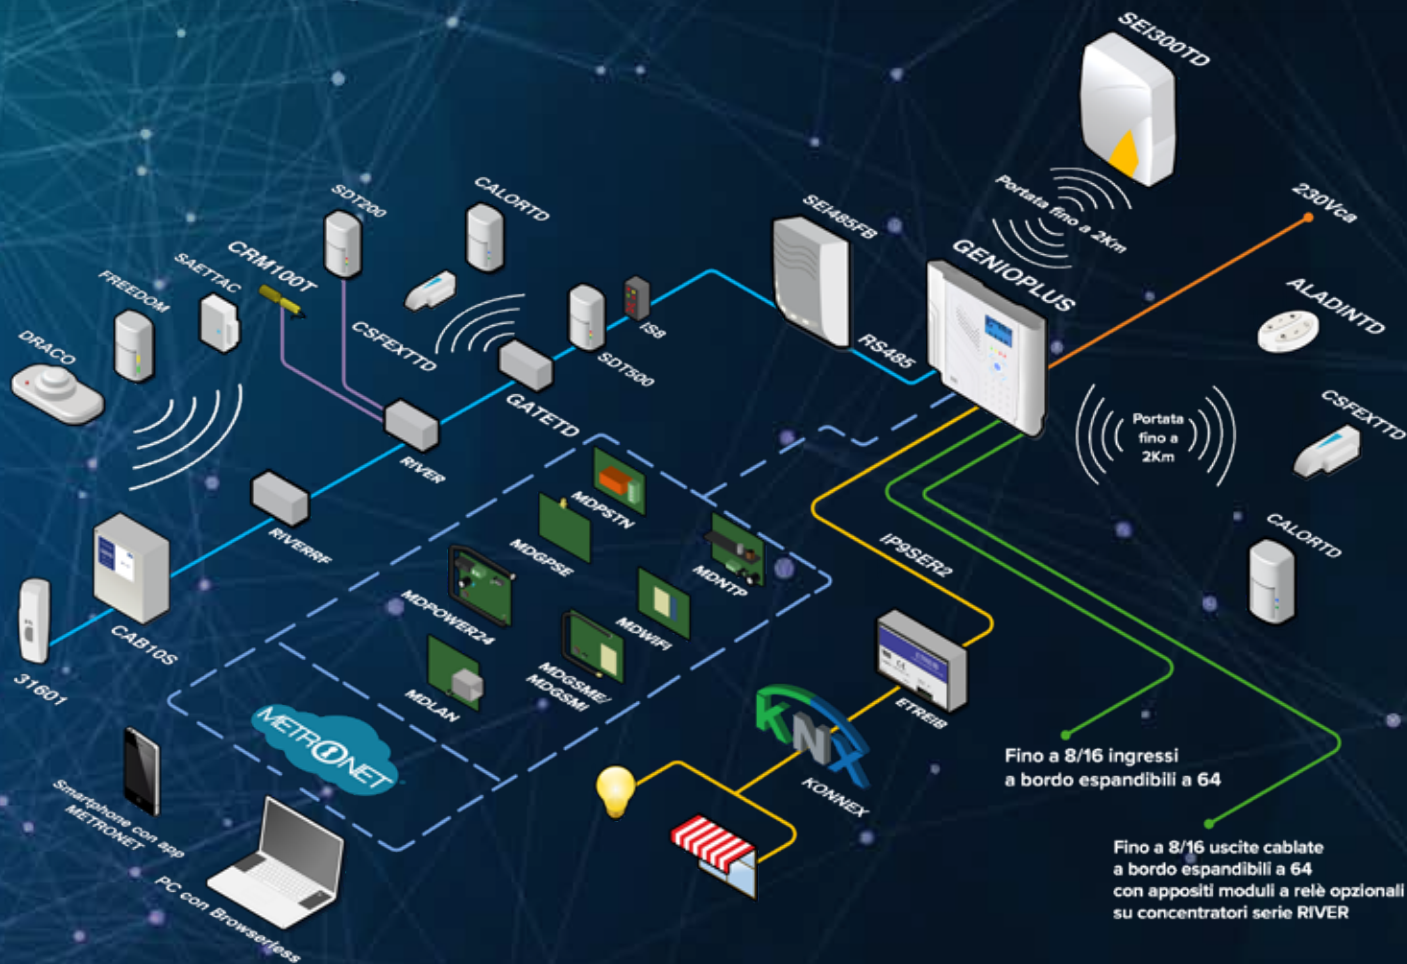 SEI300TD
Portata fino a 2Km
230Vca
SDT200
CALORTD
SEI485FB
GENIOPLUS
ALADINTD
CRM100T
SAETTAC
FREEDOM
DRACO
CSFEXTTD
IS8
SDT500
RS485
GATETD
Portata
fino a
2Km
CSFEXTTD
RIVER
MDPSTN
RIVERRF
MDGPSE
MDNTP
IP9SER2
CALORTD
MDPOWER24
MDWIFI
CAB10S
31601
MDLAN
MDGSME/
MDGSMI
ETREIB
METRONET
KNX
KONNEX
Fino a 8/16 ingressi
a bordo espandibili a 64
Smartphone con app
METRONET
PC con Browserless
Fino a 8/16 uscite cablate
a bordo espandibili a 64
con appositi moduli a relè opzionali
su concentratori serie RIVER